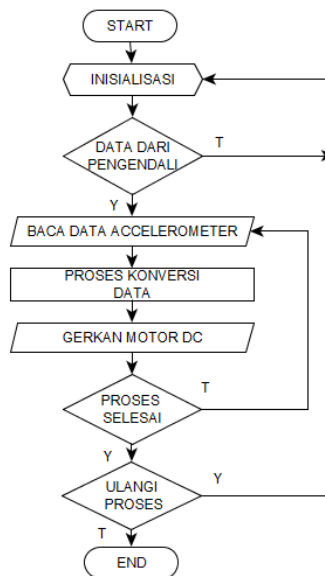 START
INISIALISASI
DATA DARI
PENGENDALI
T
Y
BACA DATA ACCELEROMETER
PROSES KONVERSI
DATA
GERKAN MOTOR DC
PROSES
SELESAI
T
Y
ULANGI
PROSES
Y
T
END